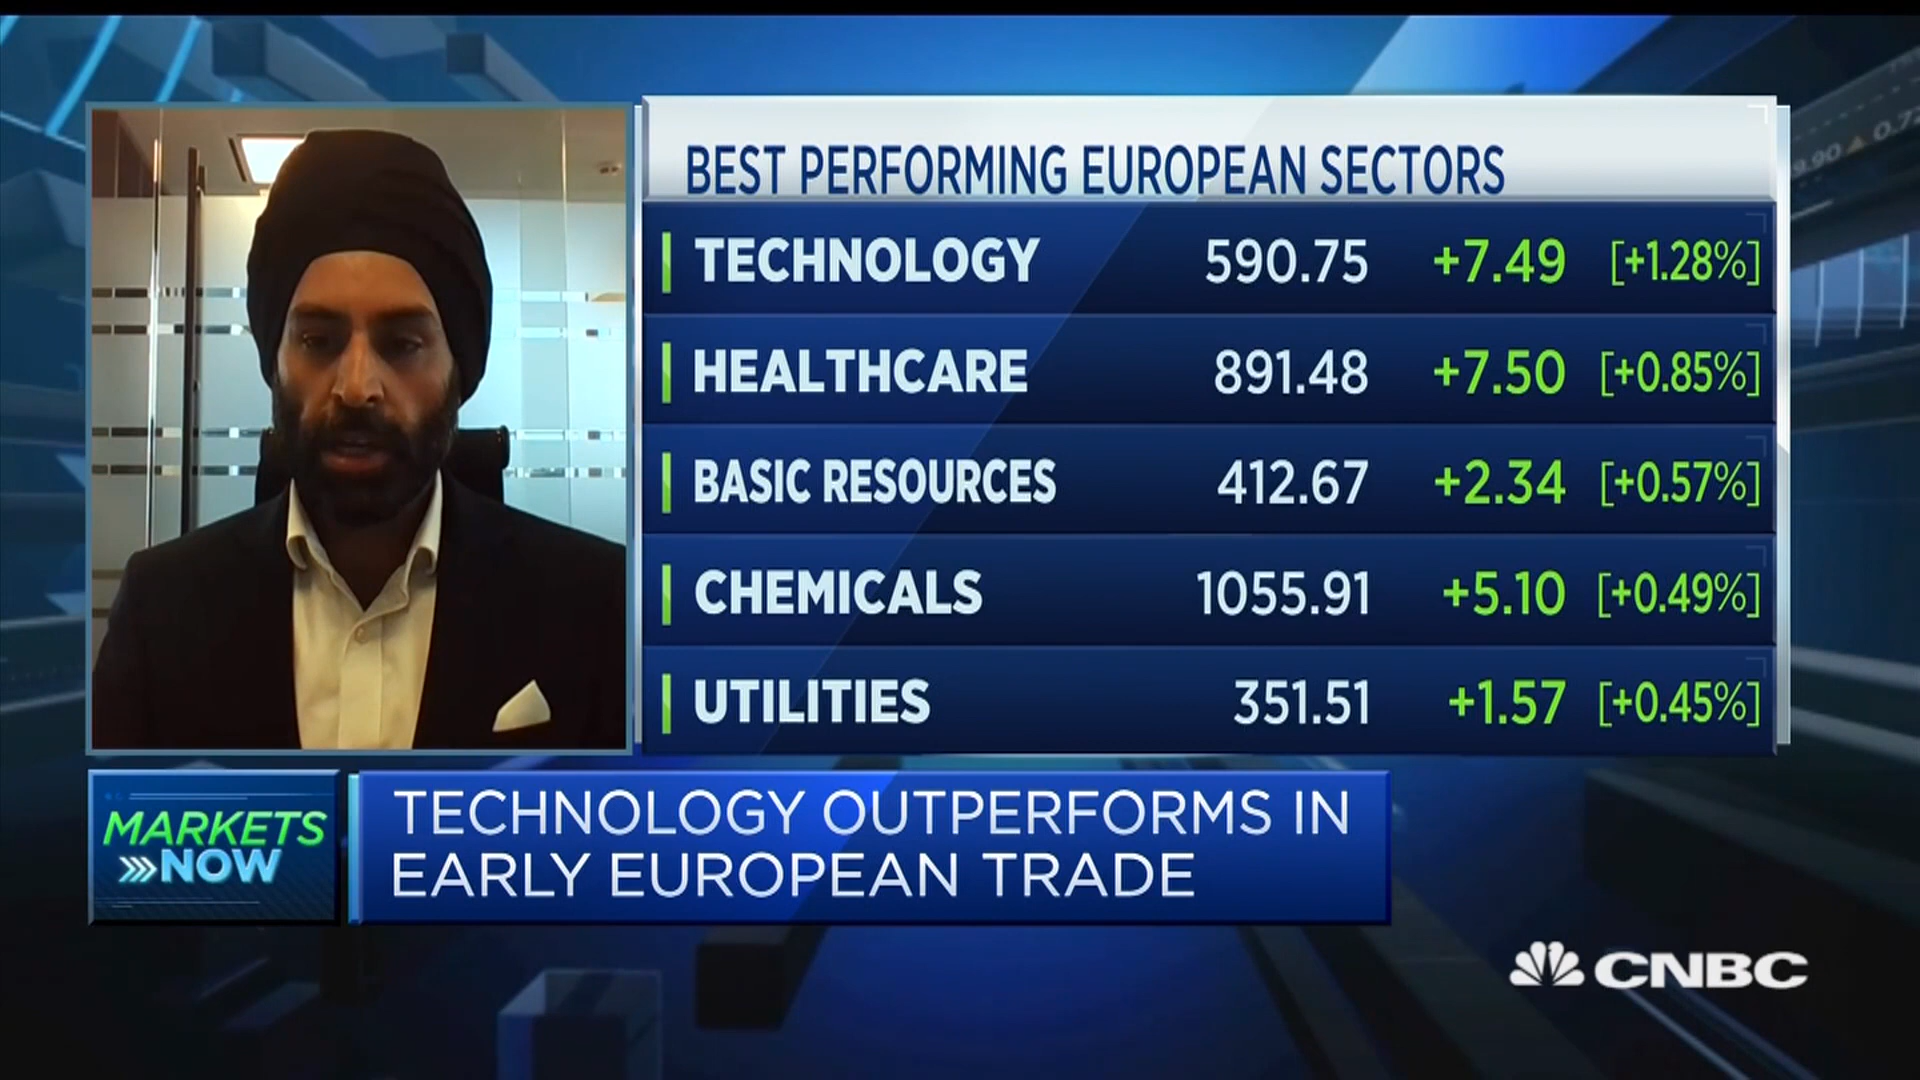 BEST PERFORMING EUROPEAN SECTORS
TECHNOLOGY 590.75 +7.49 [+1.28%]
HEALTHCARE 891.48 +7.50 [+0.85%]
BASIC RESOURCES 412.67 +2.34 [+0.57%]
CHEMICALS 1055.91 +5.10 [+0.49%]
UTILITIES 351.51 +1.57 [+0.45%]
MARKETS
NOW
TECHNOLOGY OUTPERFORMS IN
EARLY EUROPEAN TRADE
CNBC